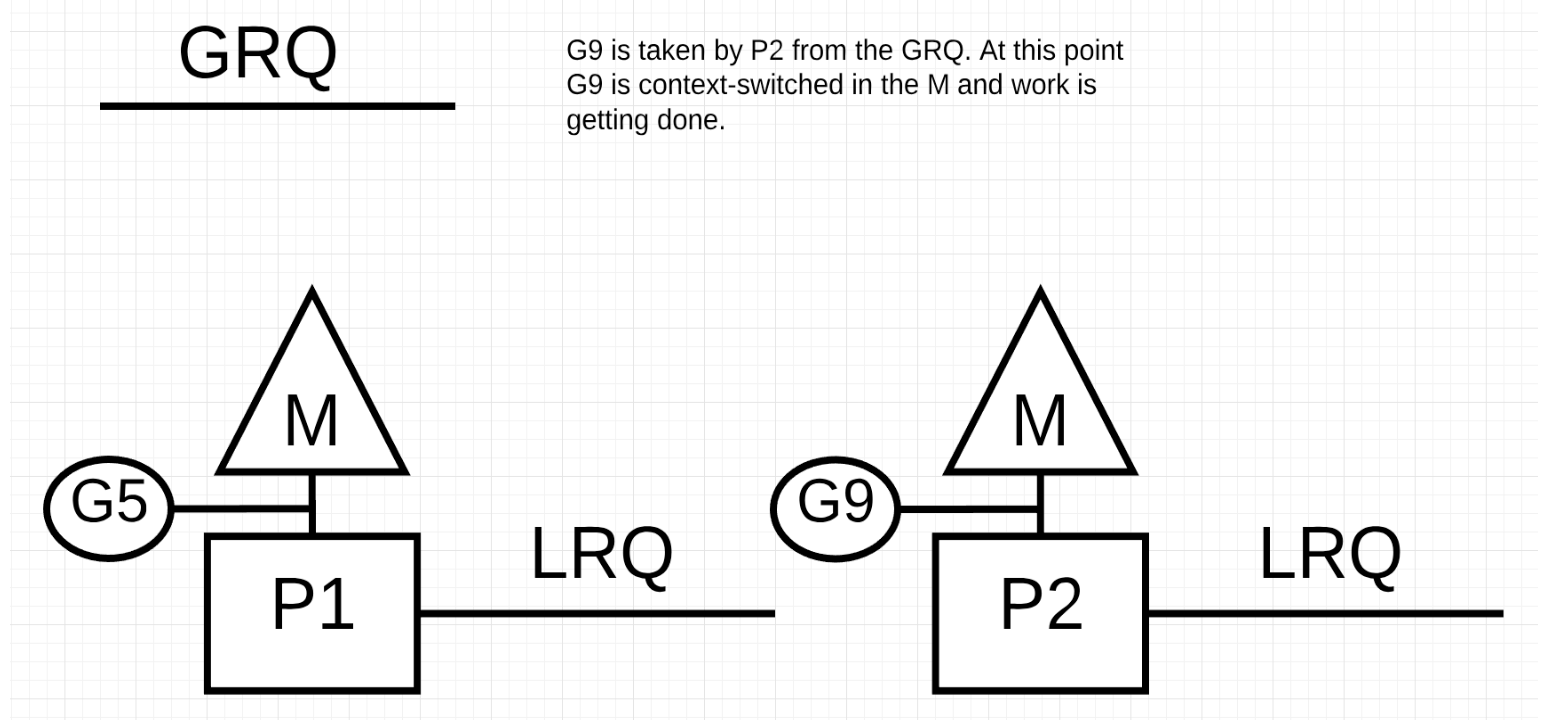 GRQ
G9 is taken by P2 from the GRQ. At this point
G9 is context-switched in the M and work is
getting done.
M
M
G5
G9
LRQ
LRQ
P1
P2